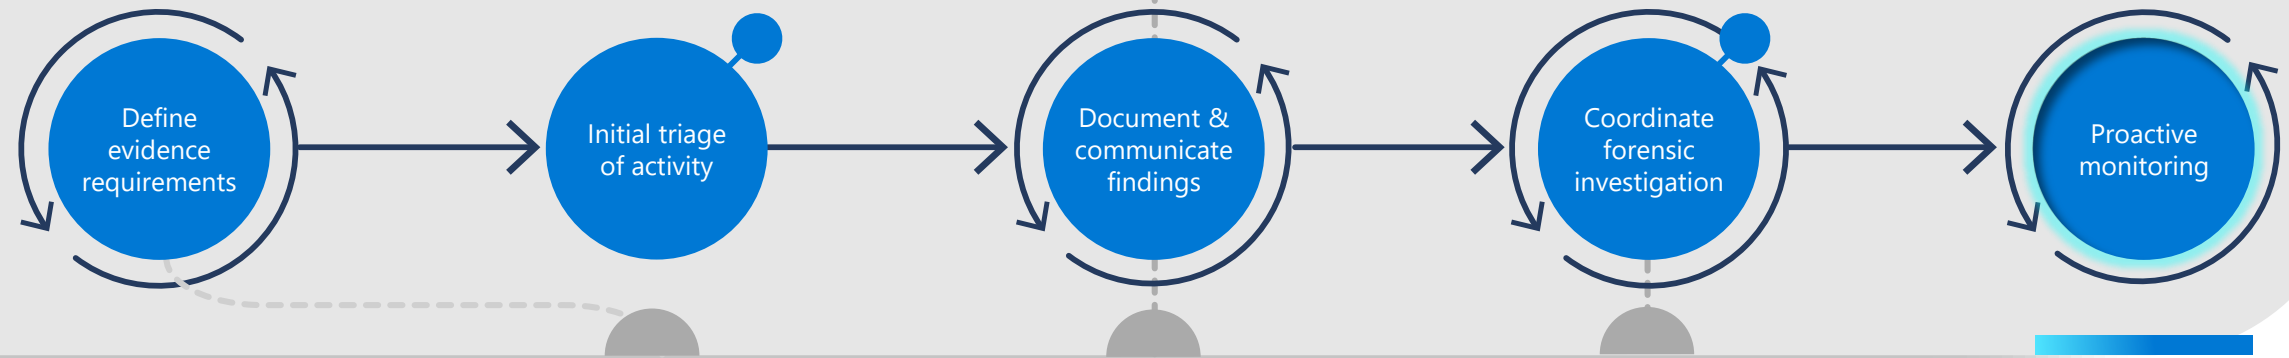 Define
evidence
requirements
Initial triage
of activity
Document &
communicate
findings
Coordinate
forensic
investigation
Proactive
monitoring